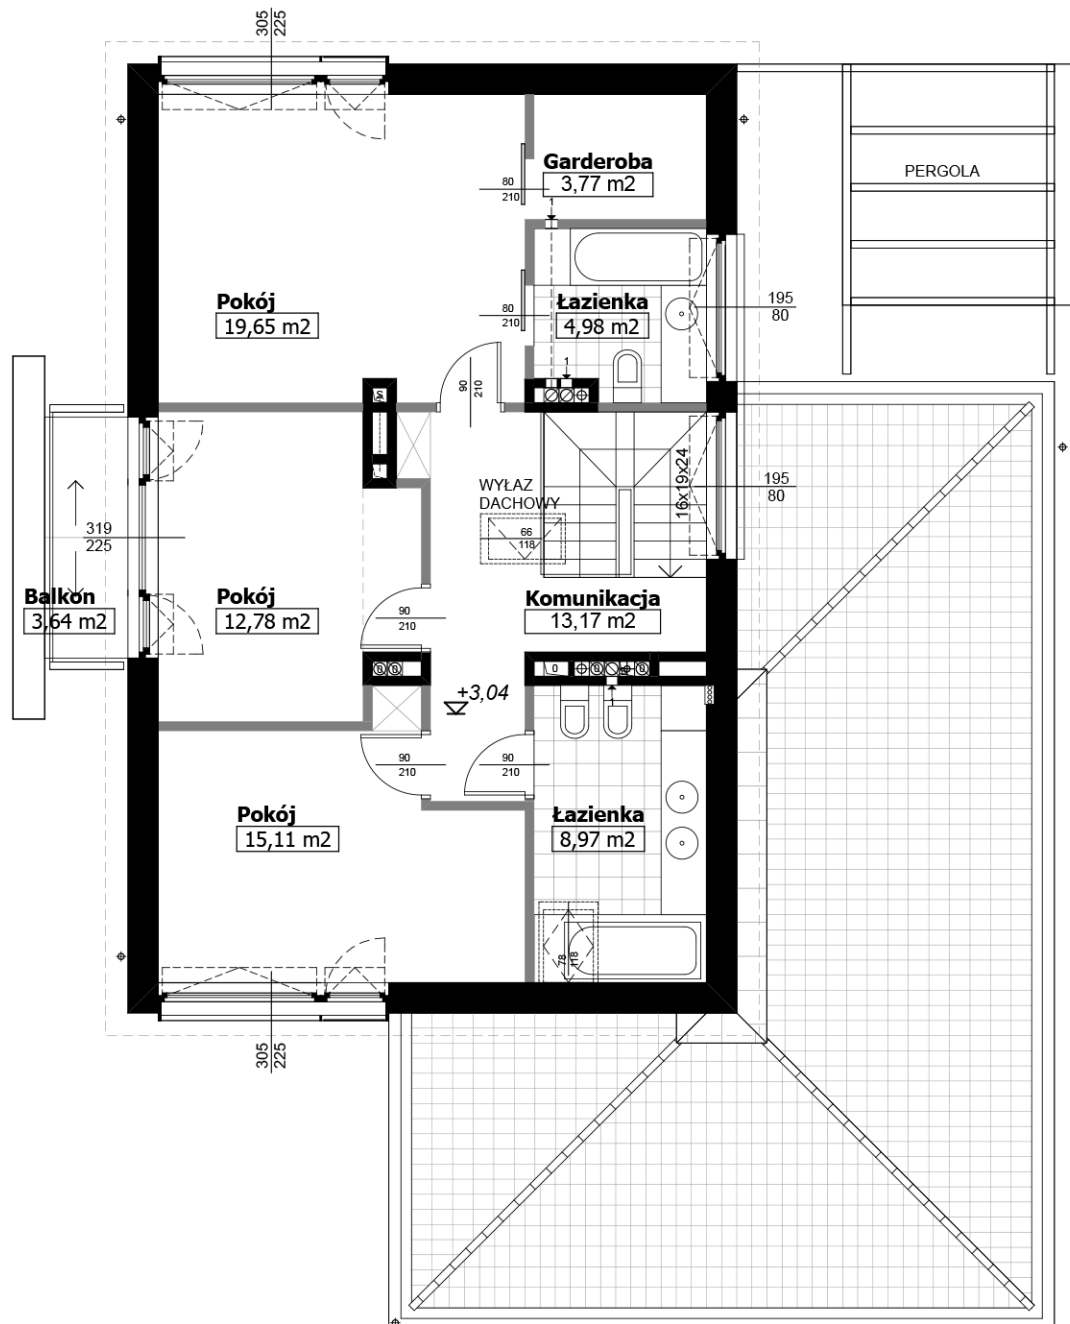 305
225
Garderoba
3,77 m2
80
210
1
PERGOLA
Pokój
19,65 m2
80
210
Łazienka
4,98 m2
195
80
1
90
210
WYŁAZ
DACHOWY
66
118
16x19x24
195
80
319
225
Balkon
3,64 m2
Pokój
12,78 m2
90
210
Komunikacja
13,17 m2
+3,04
1
90
210
90
210
Pokój
15,11 m2
Łazienka
8,97 m2
78
118
305
225